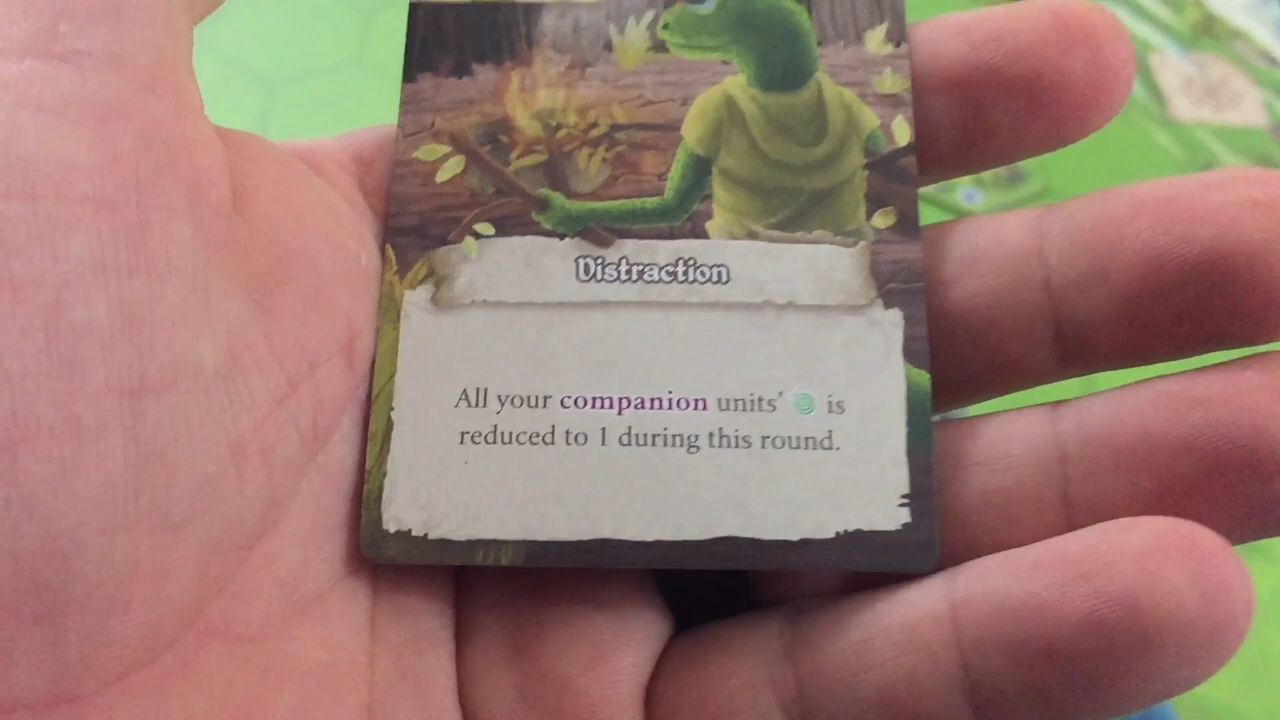 Distraction
All your companion units' is
reduced to 1 during this round.